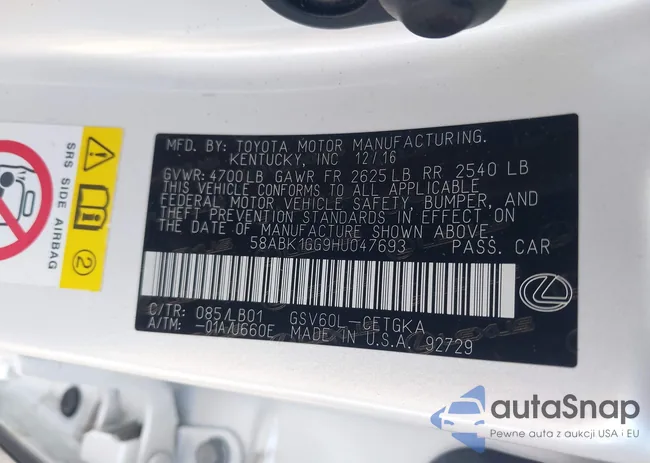 MFD. BY: TOYOTA MOTOR MANUFACTURING.
KENTUCKY, INC 12/16
GVWR: 4700LB GAWR FR 2625LB RR 2540 LB
THIS VEHICLE CONFORMS TO ALL APPLICABLE
FEDERAL MOTOR VEHICLE SAFETY, BUMPER, AND
THEFT PREVENTION STANDARDS IN EFFECT ON
THE DATE OF MANUFACTURE SHOWN ABOVE.
58ABK1GG9HU047693 PASS. CAR
C/TR: 085/LB01 GSV60L-CETGKA
A/TM: -01A/U660E MADE IN U.S.A. 92729
SRS SIDE AIRBAG
2
autaSnap
Pewne auta z aukcji USA i EU